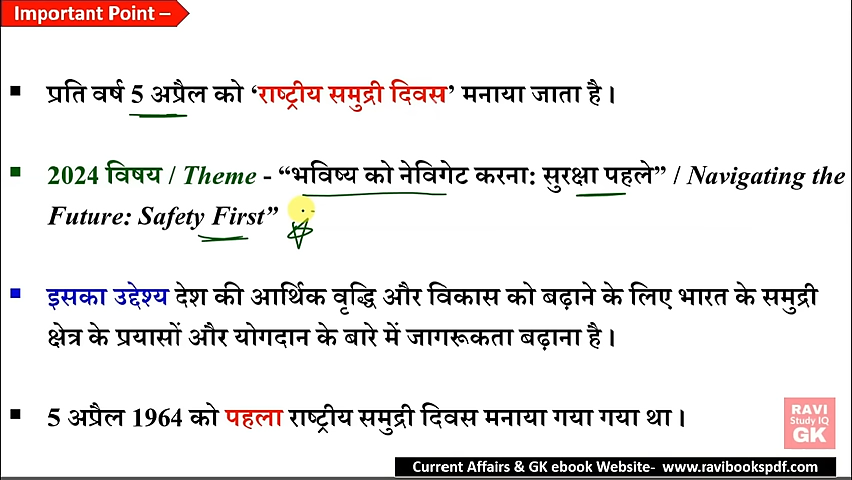 Important Point –
▪ प्रति वर्ष 5 अप्रैल को ‘राष्ट्रीय समुद्री दिवस’ मनाया जाता है।
▪ 2024 विषय / Theme - “भविष्य को नेविगेट करना: सुरक्षा पहले” / Navigating the
Future: Safety First”
▪ इसका उद्देश्य देश की आर्थिक वृद्धि और विकास को बढ़ाने के लिए भारत के समुद्री
क्षेत्र के प्रयासों और योगदान के बारे में जागरूकता बढ़ाना है।
▪ 5 अप्रैल 1964 को पहला राष्ट्रीय समुद्री दिवस मनाया गया गया था।
RAVI
Study IQ
GK
Current Affairs & GK ebook Website- www.ravibookspdf.com